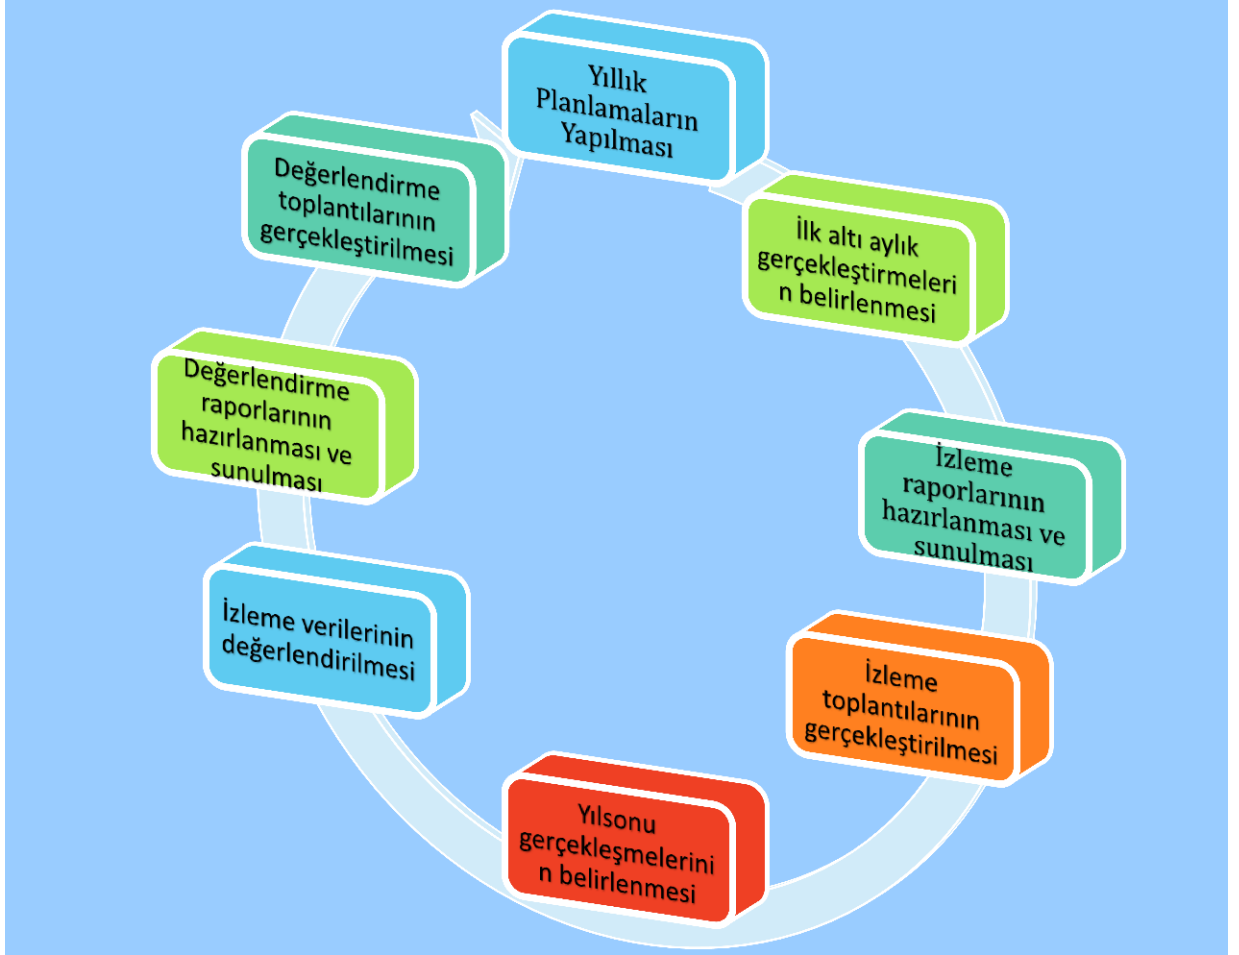 Yıllık
Planlamaların
Yapılması
İlk altı aylık
gerçekleştirmeleri
n belirlenmesi
İzleme
raporlarının
hazırlanması ve
sunulması
İzleme
toplantılarının
gerçekleştirilmesi
Yılsonu
gerçekleşmelerini
n belirlenmesi
İzleme verilerinin
değerlendirilmesi
Değerlendirme
raporlarının
hazırlanması ve
sunulması
Değerlendirme
toplantılarının
gerçekleştirilmesi